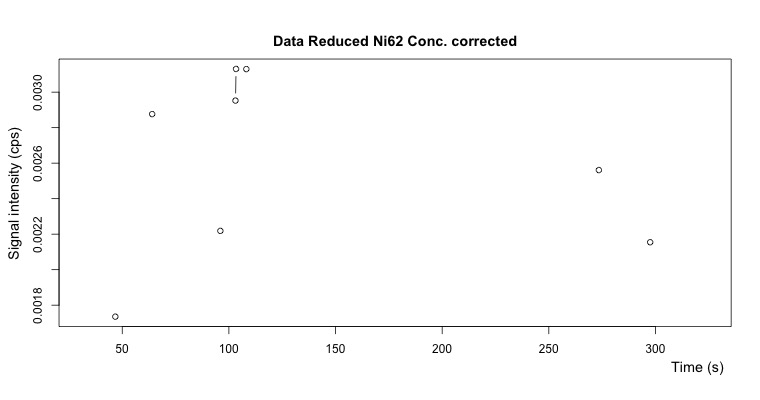 Data Reduced Ni62 Conc. corrected
Signal intensity (cps)
0.0030
0.0026
0.0022
0.0018
50 100 150 200 250 300
Time (s)